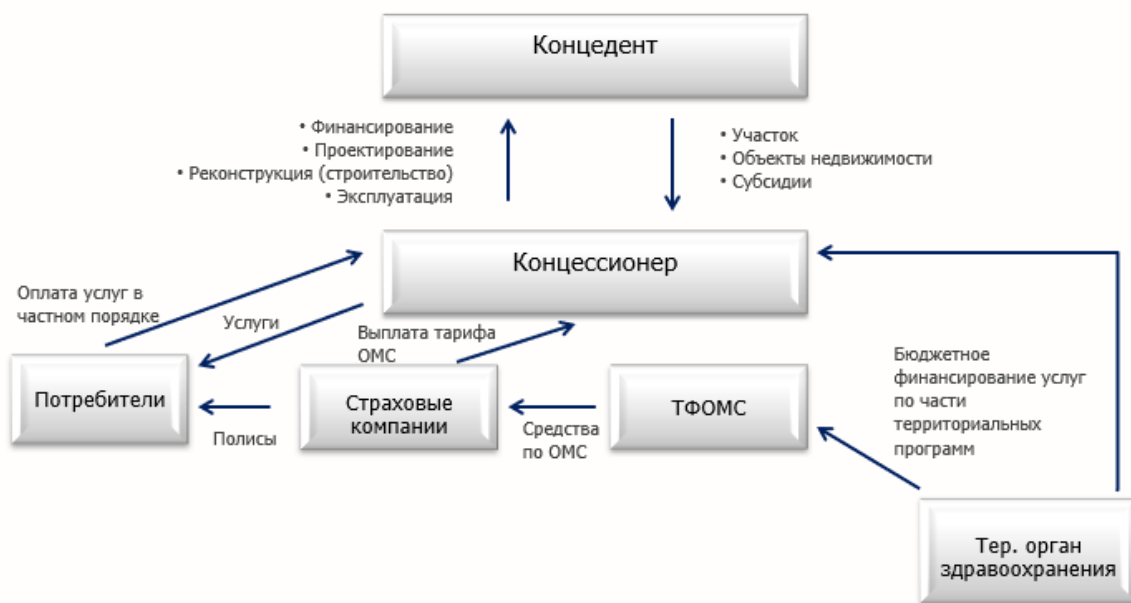 Концедент
• Финансирование
• Проектирование
• Реконструкция (строительство)
• Эксплуатация
• Участок
• Объекты недвижимости
• Субсидии
Концессионер
Оплата услуг в
частном порядке
Услуги
Выплата тарифа
ОМС
Бюджетное
финансирование услуг
по части
территориальных
программ
Потребители
Полисы
Страховые
компании
Средства
по ОМС
ТФОМС
Тер. орган
здравоохранения